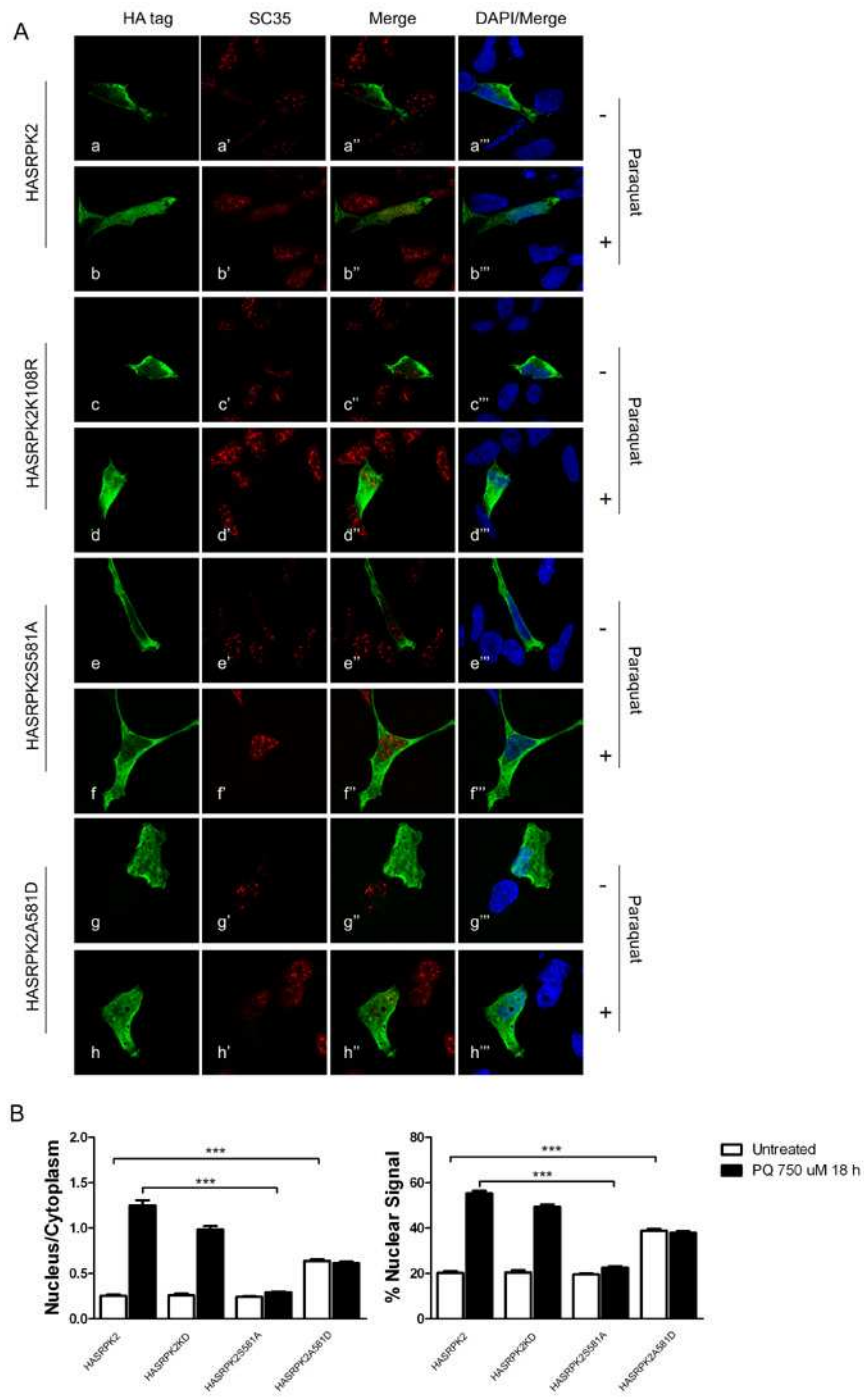 A
HA tag SC35 Merge DAPI/Merge
HASRPK2
a a' a'' a''' -
b b' b'' b''' +
Paraquat
HASRPK2K108R
c c' c'' c''' -
d d' d'' d''' +
Paraquat
HASRPK2S581A
e e' e'' e''' -
f f' f'' f''' +
Paraquat
HASRPK2A581D
g g' g'' g''' -
h h' h'' h''' +
Paraquat
B
Nucleus/Cytoplasm
2.0
1.5
1.0
0.5
0.0
***
***
HASRPK2 HASRPK2KD HASRPK2S581A HASRPK2A581D
% Nuclear Signal
80
60
40
20
0
***
***
HASRPK2 HASRPK2KD HASRPK2S581A HASRPK2A581D
Untreated
PQ 750 uM 18 h